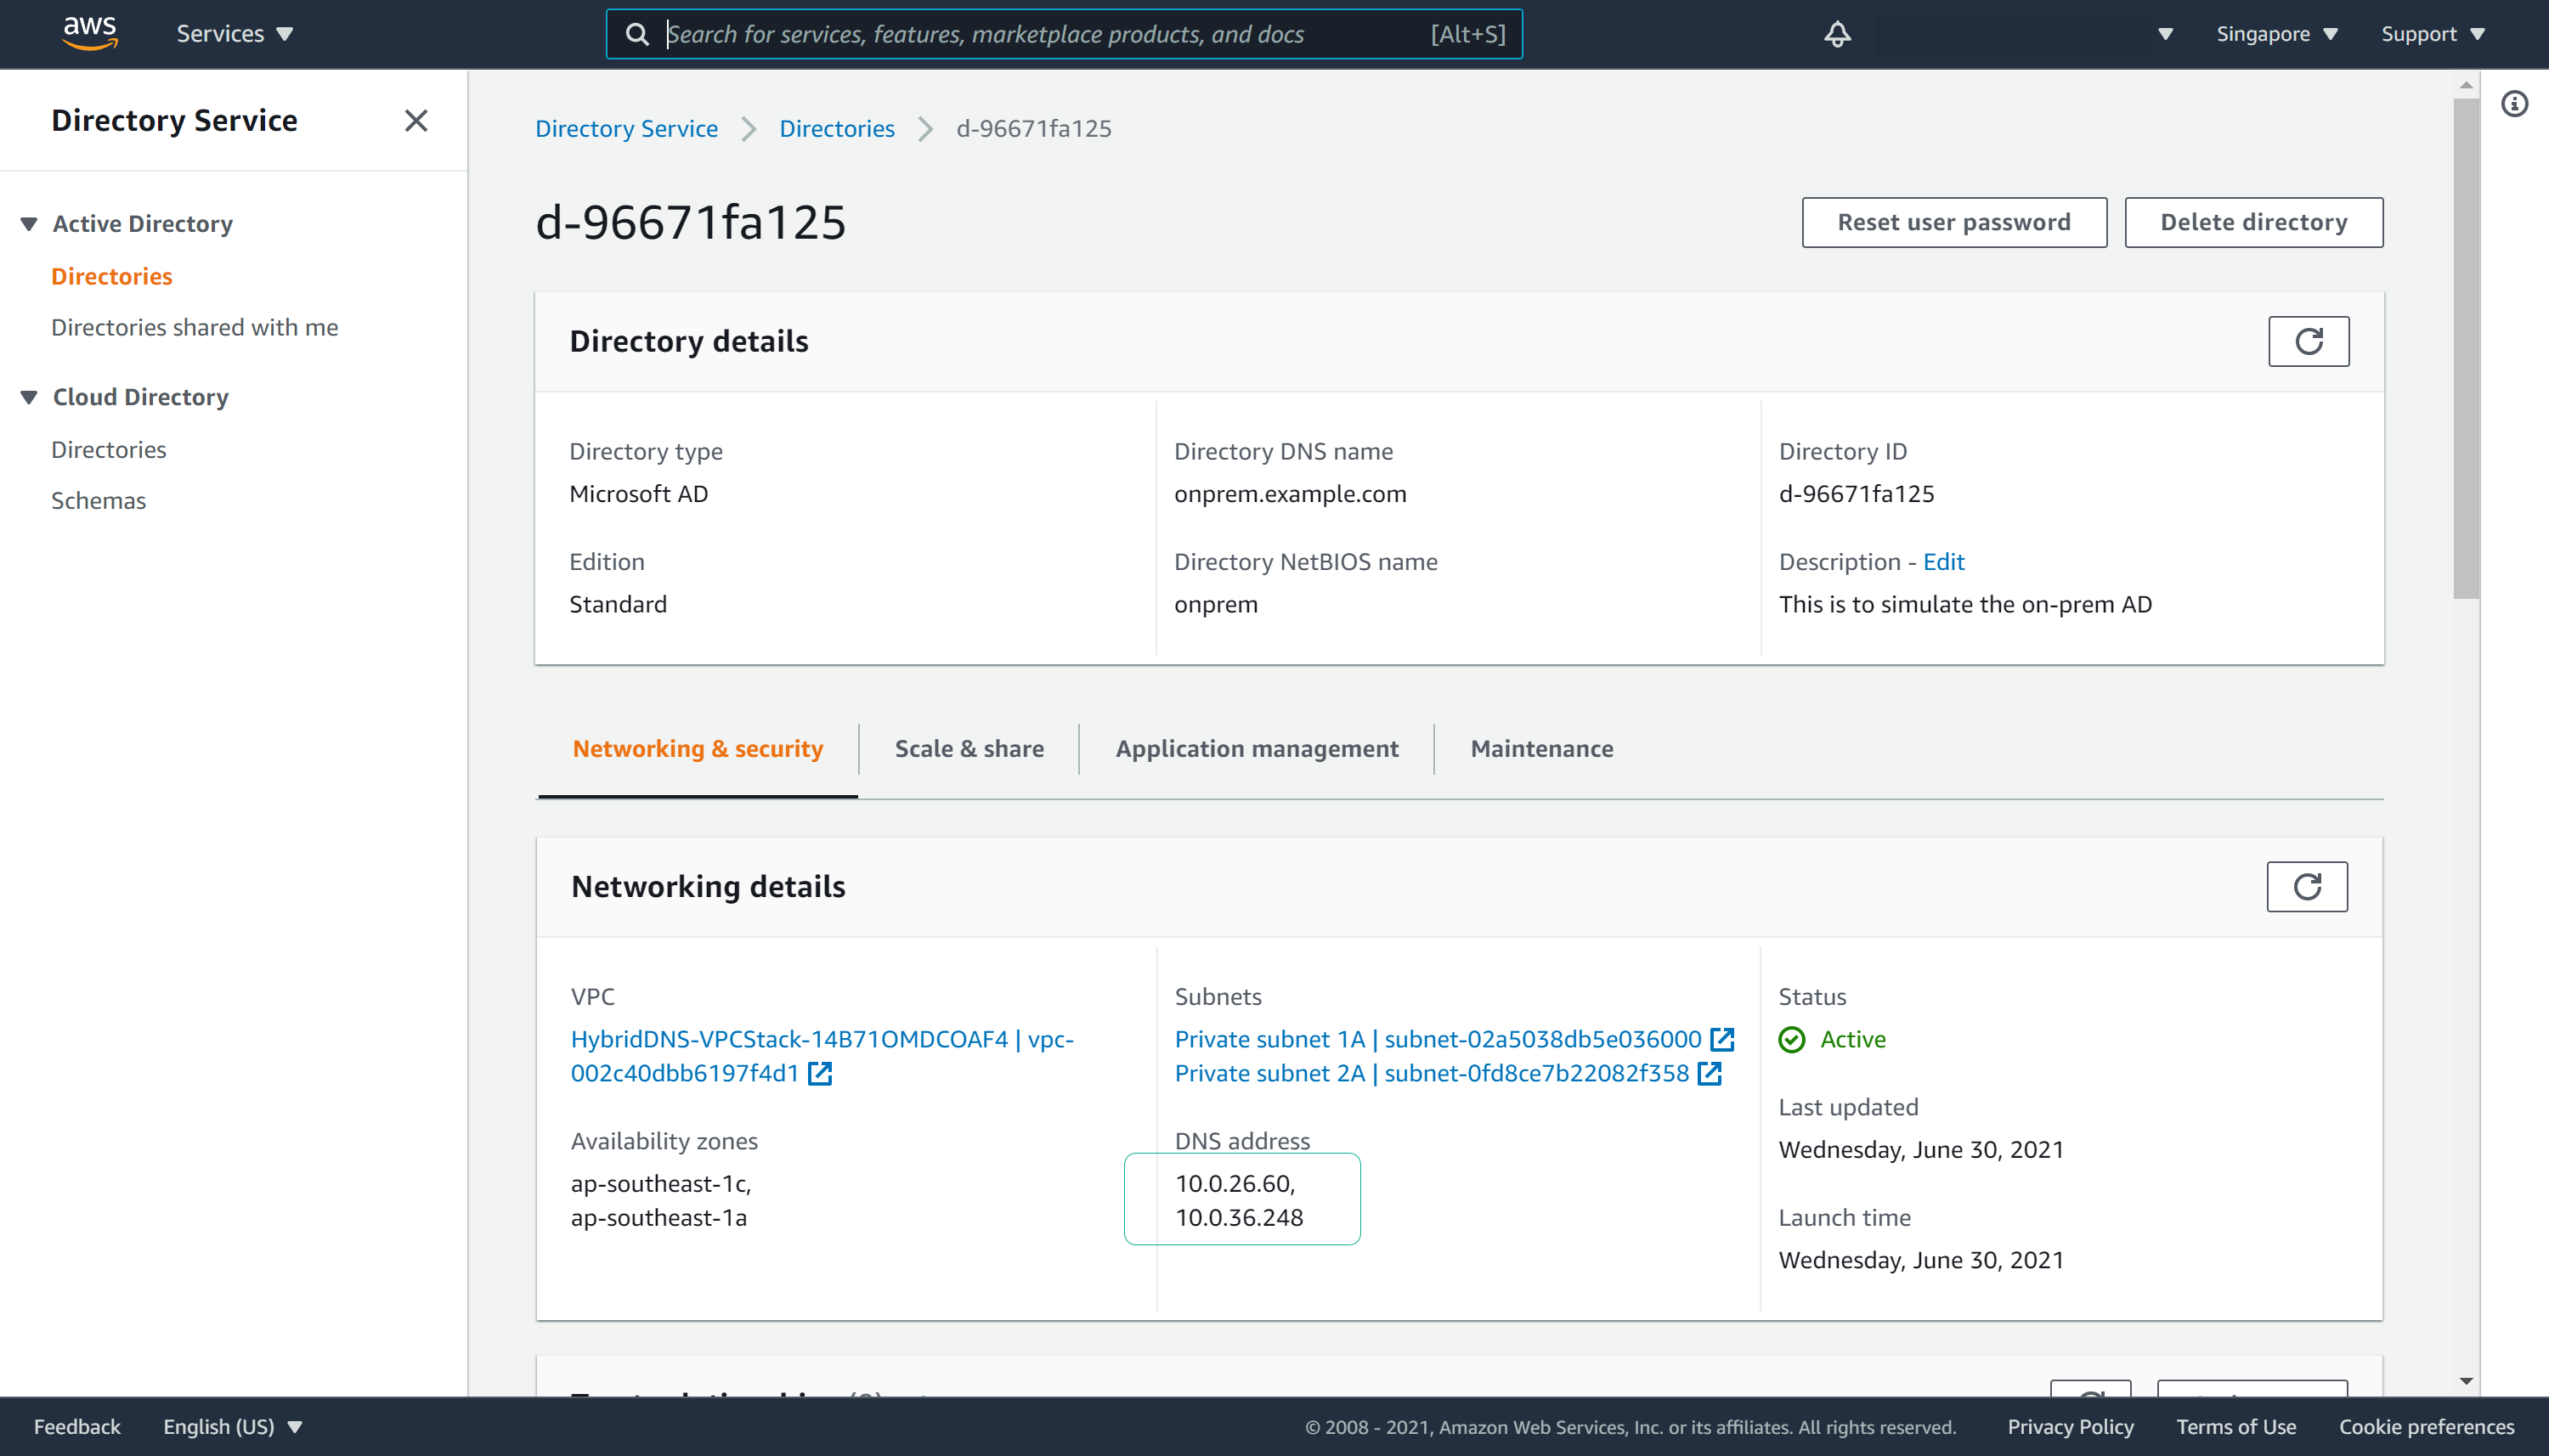 aws
Services
Search for services, features, marketplace products, and docs [Alt+S]
Singapore
Support
Directory Service
Active Directory
Directories
Directories shared with me
Cloud Directory
Directories
Schemas
Directory Service > Directories > d-96671fa125
d-96671fa125
Reset user password
Delete directory
Directory details
Directory type
Microsoft AD
Edition
Standard
Directory DNS name
onprem.example.com
Directory NetBIOS name
onprem
Directory ID
d-96671fa125
Description - Edit
This is to simulate the on-prem AD
Networking & security
Scale & share
Application management
Maintenance
Networking details
VPC
HybridDNS-VPCStack-14B71OMDCOAF4 | vpc-
002c40dbb6197f4d1
Availability zones
ap-southeast-1c,
ap-southeast-1a
Subnets
Private subnet 1A | subnet-02a5038db5e036000
Private subnet 2A | subnet-0fd8ce7b22082f358
DNS address
10.0.26.60,
10.0.36.248
Status
Active
Last updated
Wednesday, June 30, 2021
Launch time
Wednesday, June 30, 2021
Feedback
English (US)
© 2008 - 2021, Amazon Web Services, Inc. or its affiliates. All rights reserved.
Privacy Policy
Terms of Use
Cookie preferences